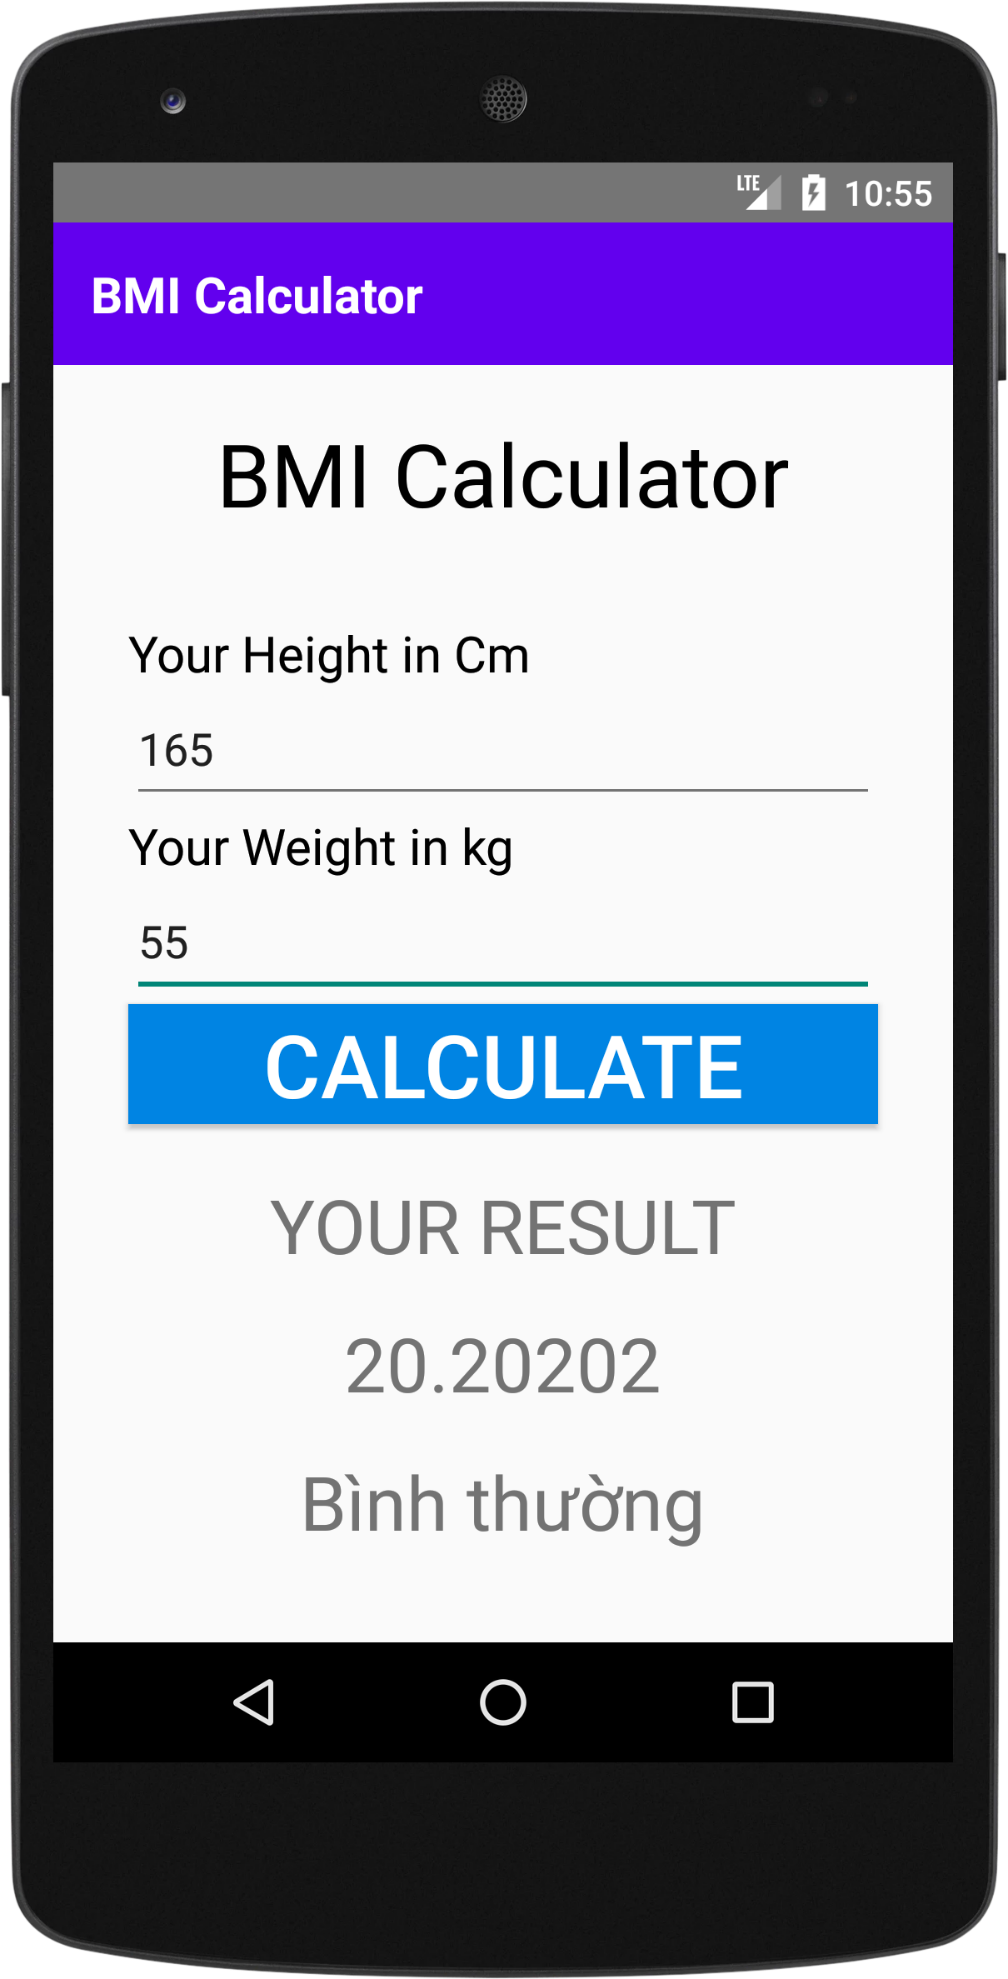 LTE 10:55
BMI Calculator
BMI Calculator
Your Height in Cm
165
Your Weight in kg
55
CALCULATE
YOUR RESULT
20.20202
Bình thường